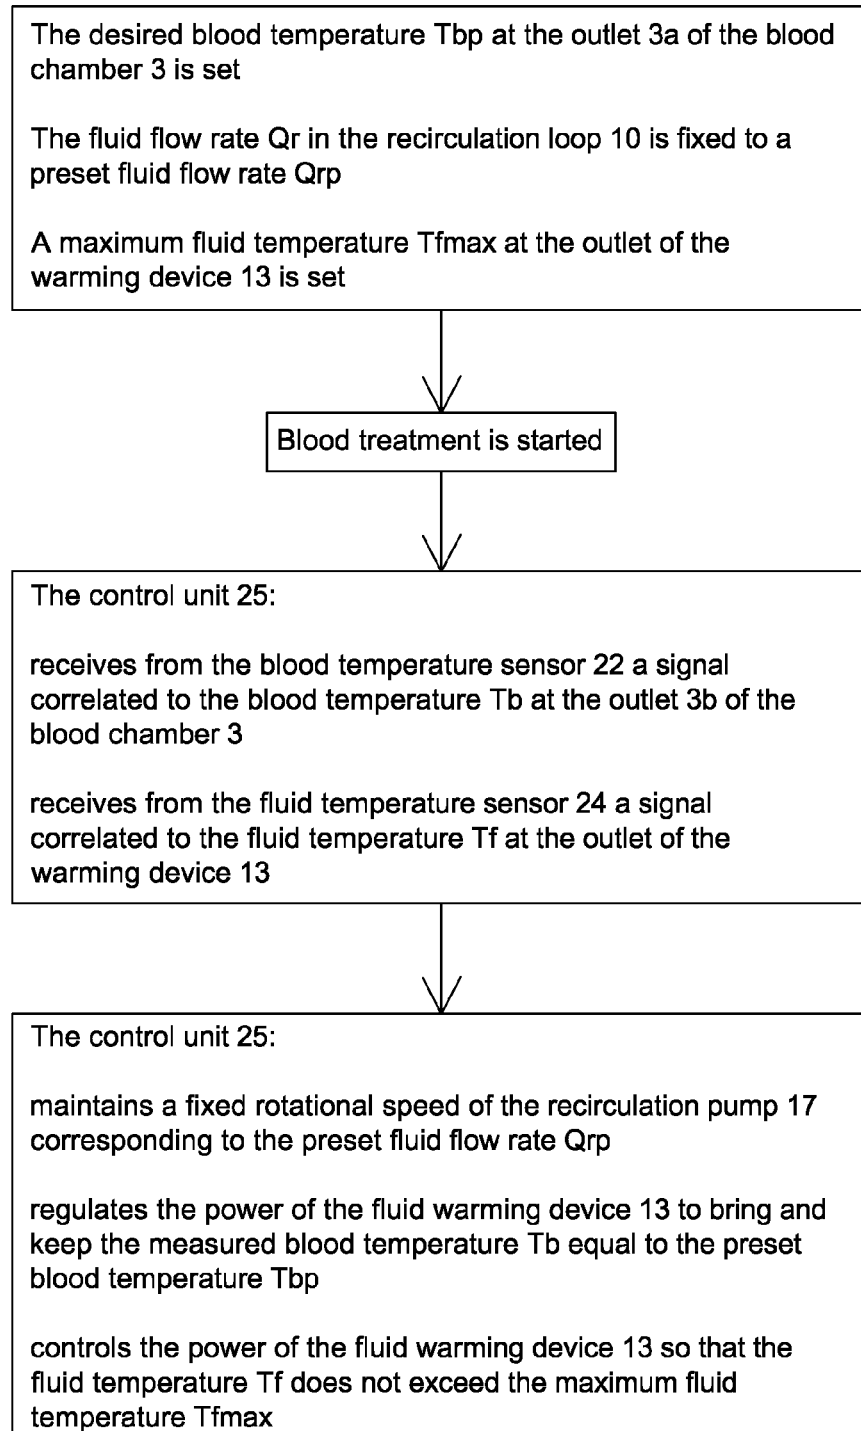 The desired blood temperature Tbp at the outlet 3a of the blood
chamber 3 is set
The fluid flow rate Qr in the recirculation loop 10 is fixed to a
preset fluid flow rate Qrp
A maximum fluid temperature Tfmax at the outlet of the
warming device 13 is set
Blood treatment is started
The control unit 25:
receives from the blood temperature sensor 22 a signal
correlated to the blood temperature Tb at the outlet 3b of the
blood chamber 3
receives from the fluid temperature sensor 24 a signal
correlated to the fluid temperature Tf at the outlet of the
warming device 13
The control unit 25:
maintains a fixed rotational speed of the recirculation pump 17
corresponding to the preset fluid flow rate Qrp
regulates the power of the fluid warming device 13 to bring and
keep the measured blood temperature Tb equal to the preset
blood temperature Tbp
controls the power of the fluid warming device 13 so that the
fluid temperature Tf does not exceed the maximum fluid
temperature Tfmax